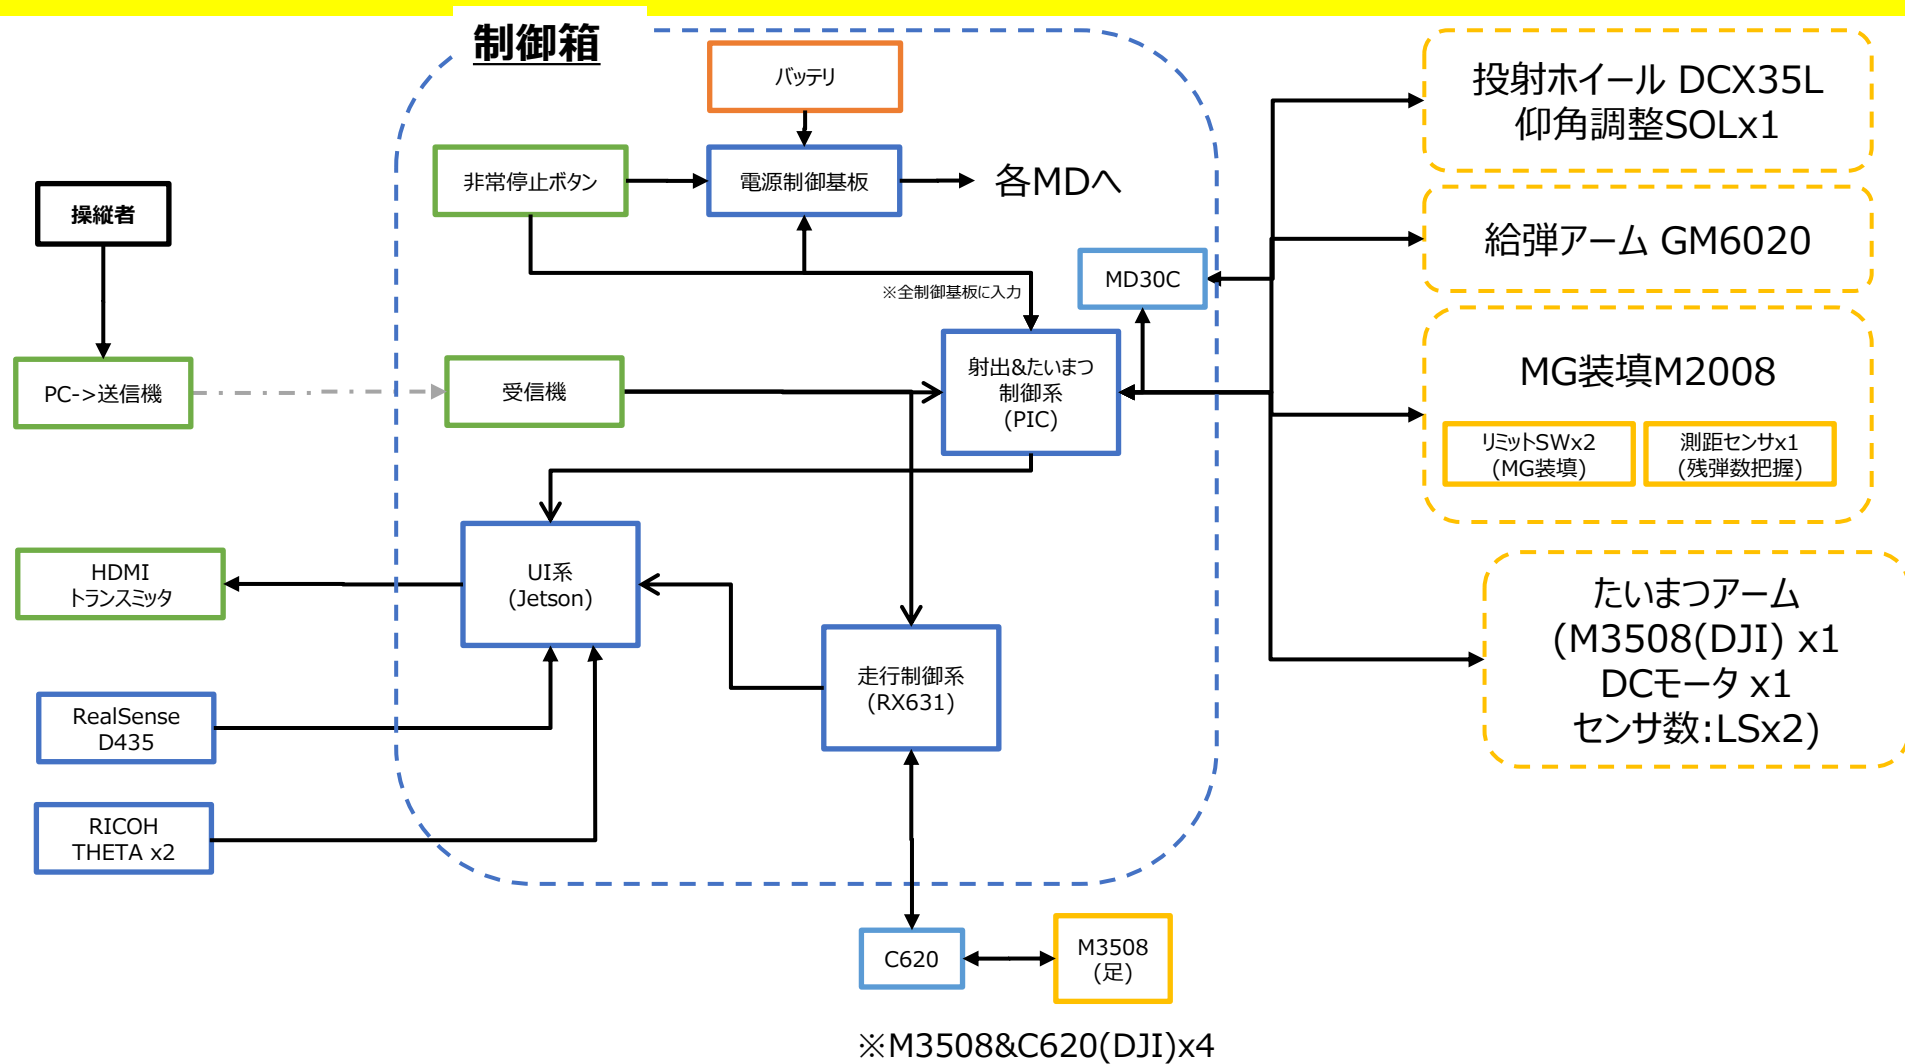 制御箱
バッテリ
非常停止ボタン
電源制御基板
各MDへ
操縦者
※全制御基板に入力
MD30C
PC->送信機
受信機
射出&たいまつ
制御系
(PIC)
HDMI
トランスミッタ
UI系
(Jetson)
走行制御系
(RX631)
RealSense
D435
RICOH
THETA x2
C620
M3508
(足)
※M3508&C620(DJI)x4
投射ホイール DCX35L
仰角調整SOLx1
給弾アーム GM6020
MG装填M2008
リミットSWx2
(MG装填)
測距センサx1
(残弾数把握)
たいまつアーム
(M3508(DJI) x1
DCモータ x1
センサ数:LSx2)